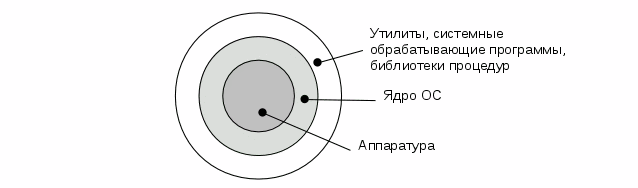 Утилиты, системные
обрабатывающие программы,
библиотеки процедур
Ядро ОС
Аппаратура